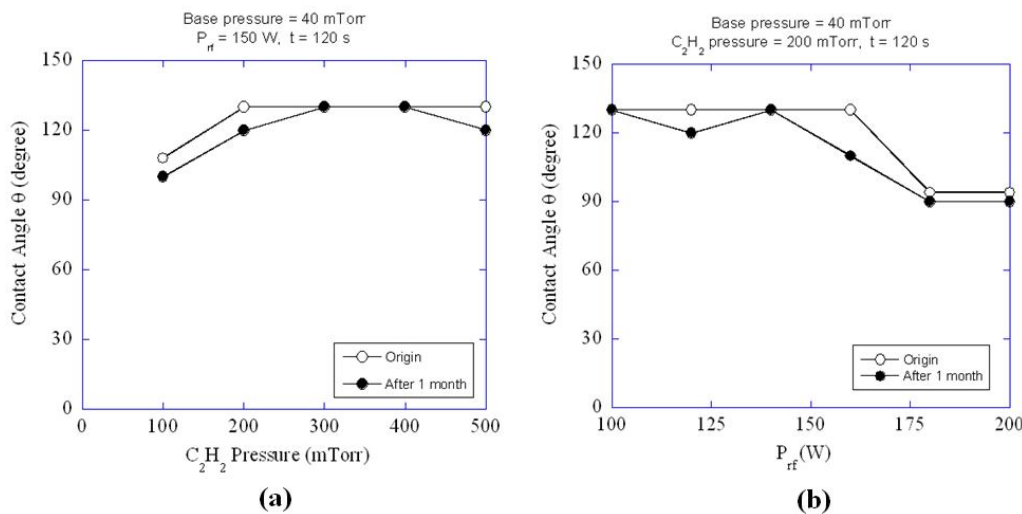 Base pressure = 40 mTorr
P_rf = 150 W, t = 120 s
150
120
90
60
30
0
Contact Angle θ (degree)
Origin
After 1 month
0 100 200 300 400 500
C₂H₂ Pressure (mTorr)
(a)
Base pressure = 40 mTorr
C₂H₂ pressure = 200 mTorr, t = 120 s
150
120
90
60
30
0
Contact Angle θ (degree)
Origin
After 1 month
100 125 150 175 200
P_rf (W)
(b)